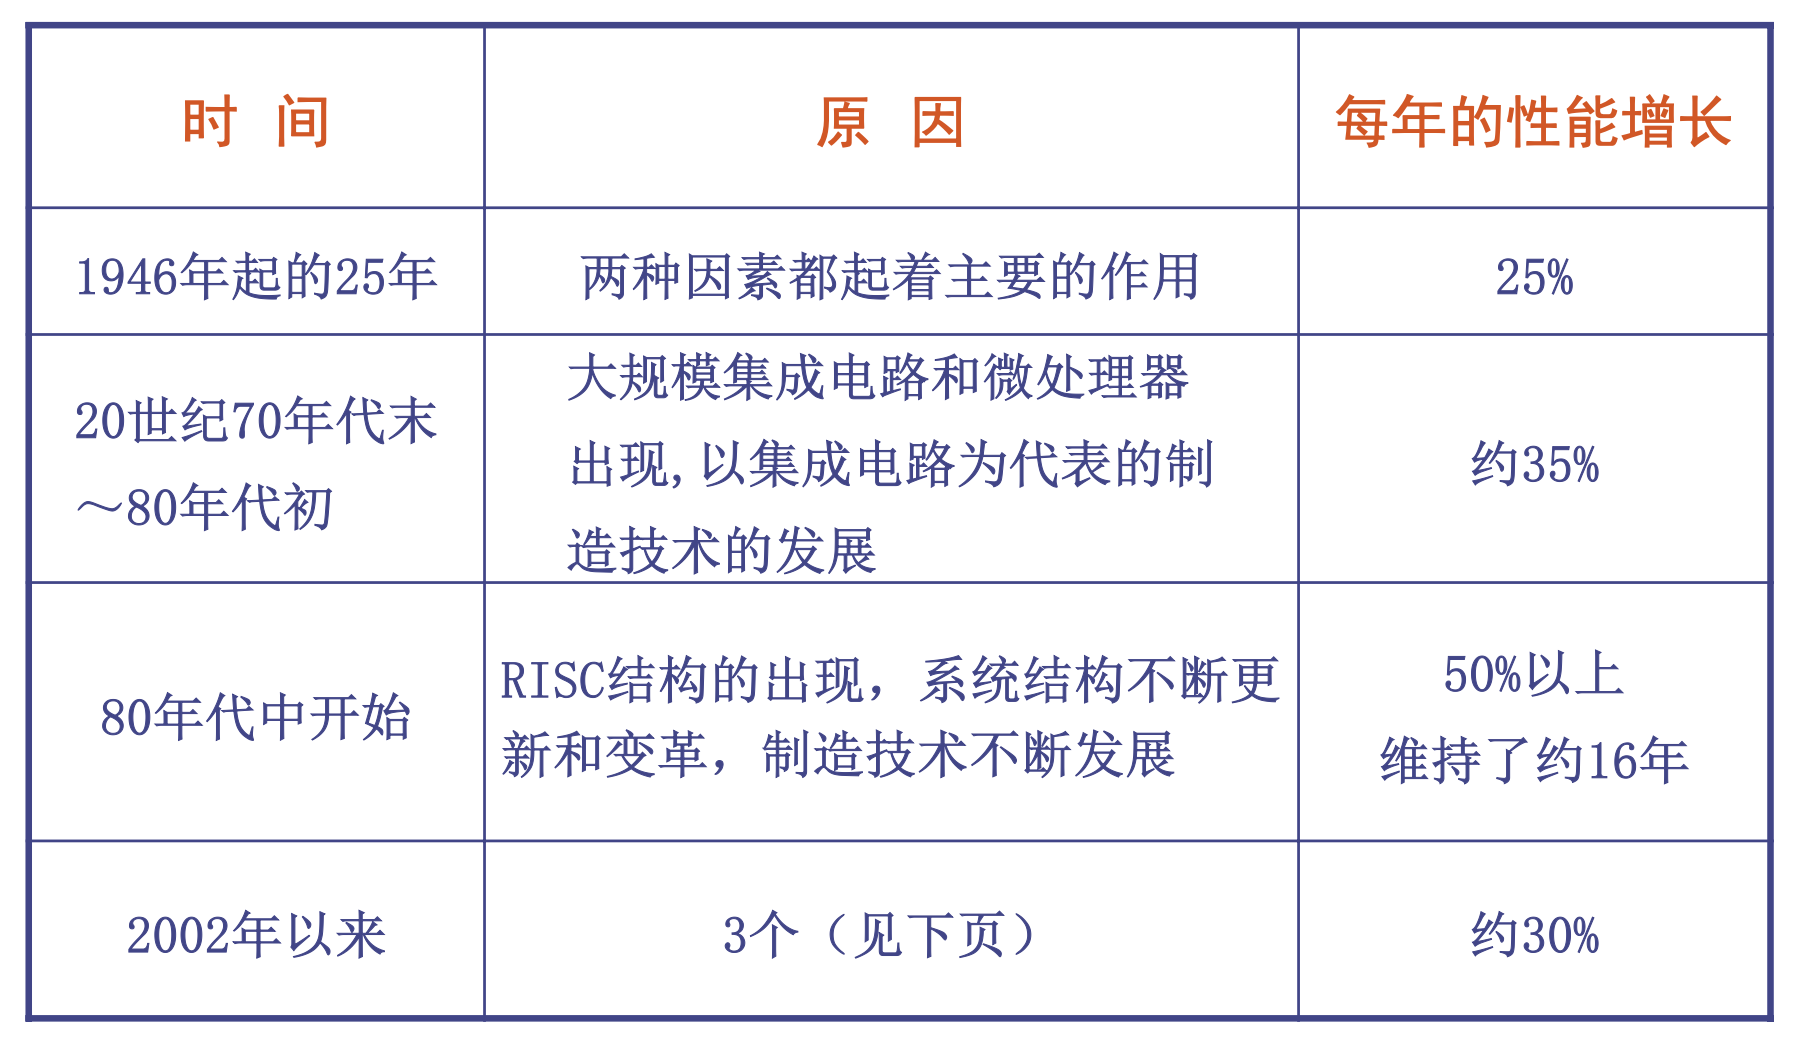 时 间
原 因
每年的性能增长
1946年起的25年
两种因素都起着主要的作用
25%
20世纪70年代末
～80年代初
大规模集成电路和微处理器
出现,以集成电路为代表的制
造技术的发展
约35%
80年代中开始
RISC结构的出现，系统结构不断更
新和变革，制造技术不断发展
50%以上
维持了约16年
2002年以来
3个（见下页）
约30%